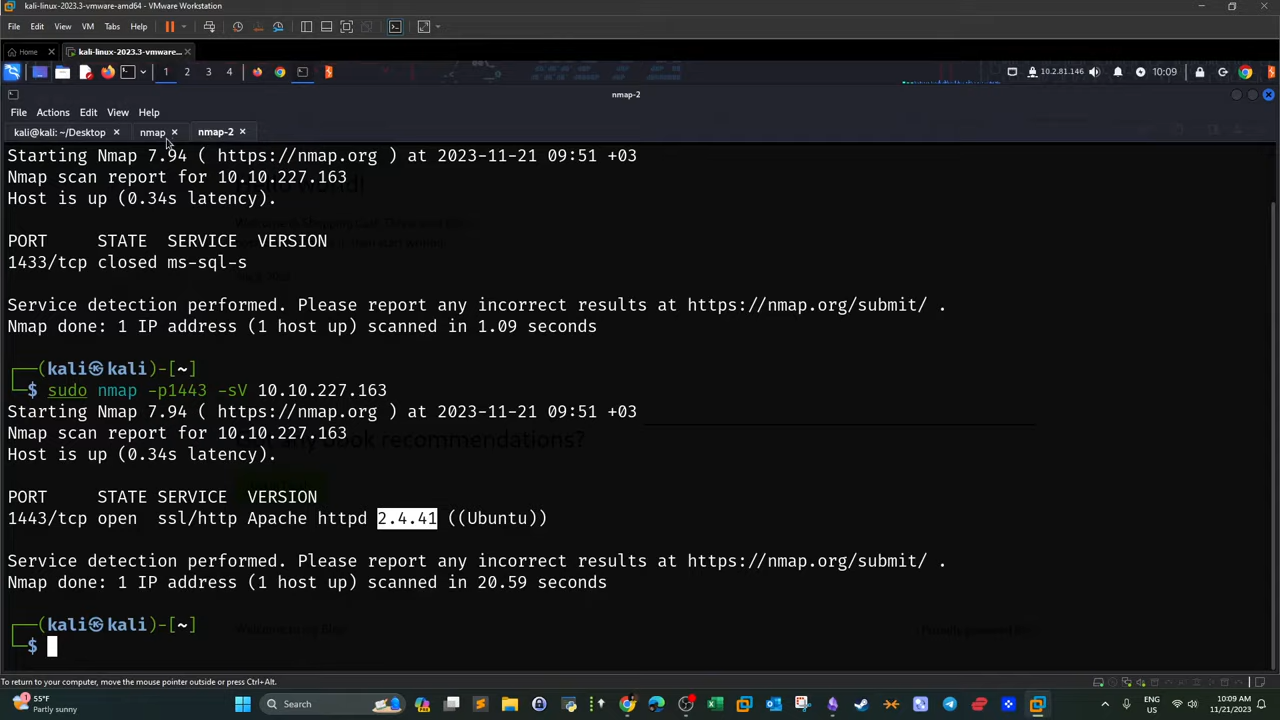 kali-linux-2023.3-vmware-amd64 - VMware Workstation
File Edit View VM Tabs Help
Home kali-linux-2023.3-vmware...
1 2 3 4 10.2.81.146 10:09
nmap-2
File Actions Edit View Help
kali@kali: ~/Desktop nmap nmap-2
Starting Nmap 7.94 ( https://nmap.org ) at 2023-11-21 09:51 +03
Nmap scan report for 10.10.227.163
Host is up (0.34s latency).
PORT STATE SERVICE VERSION
1433/tcp closed ms-sql-s
Service detection performed. Please report any incorrect results at https://nmap.org/submit/ .
Nmap done: 1 IP address (1 host up) scanned in 1.09 seconds
┌──(kali㉿kali)-[~]
└─$ sudo nmap -p1443 -sV 10.10.227.163
Starting Nmap 7.94 ( https://nmap.org ) at 2023-11-21 09:51 +03
Nmap scan report for 10.10.227.163
book recommendations?
Host is up (0.34s latency).
PORT STATE SERVICE VERSION
1443/tcp open ssl/http Apache httpd 2.4.41 ((Ubuntu))
Service detection performed. Please report any incorrect results at https://nmap.org/submit/ .
Nmap done: 1 IP address (1 host up) scanned in 20.59 seconds
┌──(kali㉿kali)-[~]
└─$
To return to your computer, move the mouse pointer outside or press Ctrl+Alt.
1 55°F
Partly sunny
Search
ENG
US
10:09 AM
11/21/2023